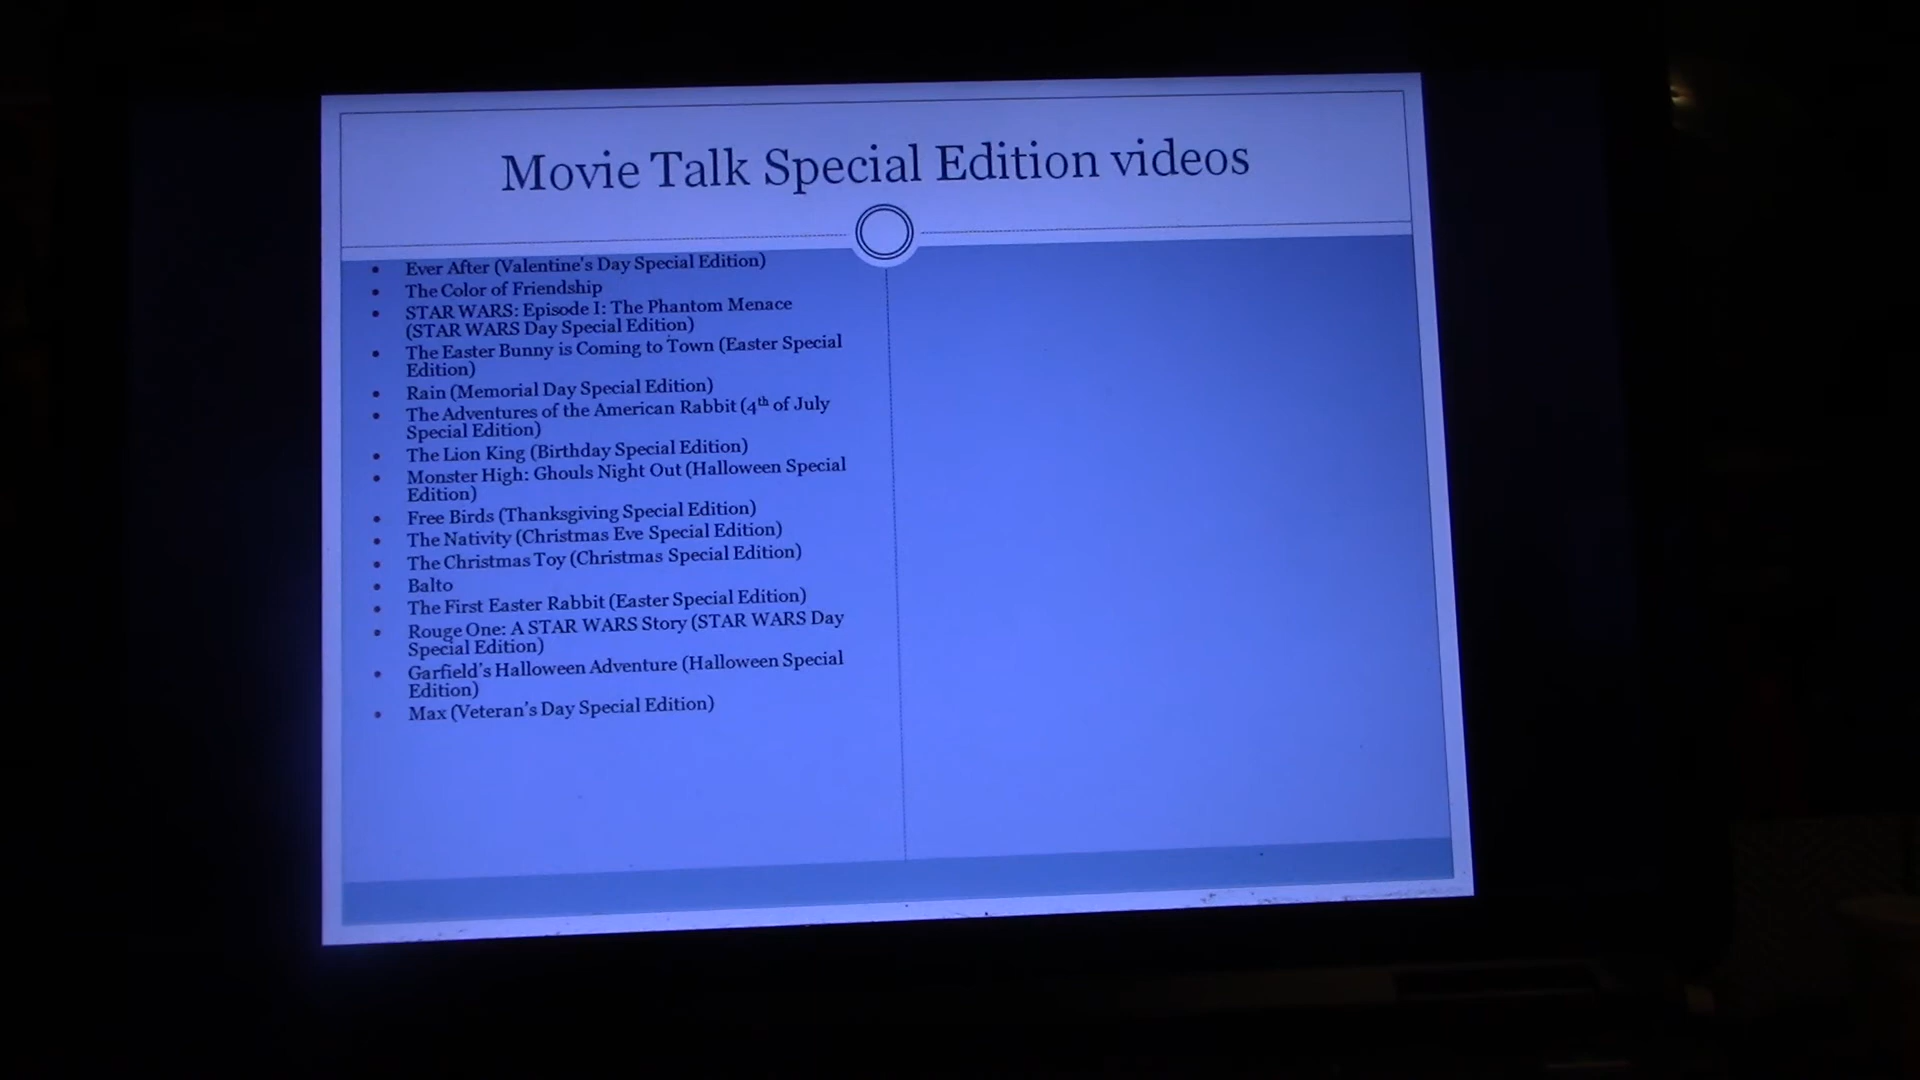 Movie Talk Special Edition videos
Ever After (Valentine's Day Special Edition)
The Color of Friendship
STAR WARS: Episode I: The Phantom Menace
(STAR WARS Day Special Edition)
The Easter Bunny is Coming to Town (Easter Special
Edition)
Rain (Memorial Day Special Edition)
The Adventures of the American Rabbit (4th of July
Special Edition)
The Lion King (Birthday Special Edition)
Monster High: Ghouls Night Out (Halloween Special
Edition)
Free Birds (Thanksgiving Special Edition)
The Nativity (Christmas Eve Special Edition)
The Christmas Toy (Christmas Special Edition)
Balto
The First Easter Rabbit (Easter Special Edition)
Rouge One: A STAR WARS Story (STAR WARS Day
Special Edition)
Garfield's Halloween Adventure (Halloween Special
Edition)
Max (Veteran's Day Special Edition)